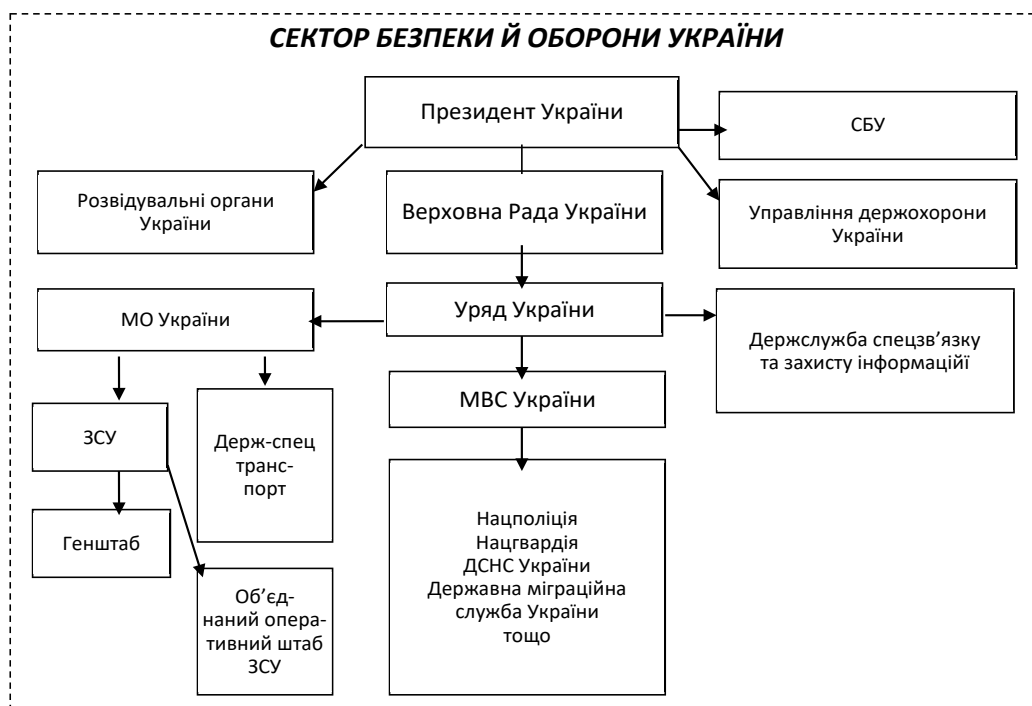 СЕКТОР БЕЗПЕКИ Й ОБОРОНИ УКРАЇНИ
Президент України
СБУ
Розвідувальні органи
України
Верховна Рада України
Управління держохорони
України
МО України
Уряд України
Держслужба спецзв’язку
та захисту інформаціїї
ЗСУ
Держ-спец
транс-
порт
МВС України
Генштаб
Об’єд-
наний опера-
тивний штаб
ЗСУ
Нацполіція
Нацгвардія
ДСНС України
Державна міграційна
служба України
тощо